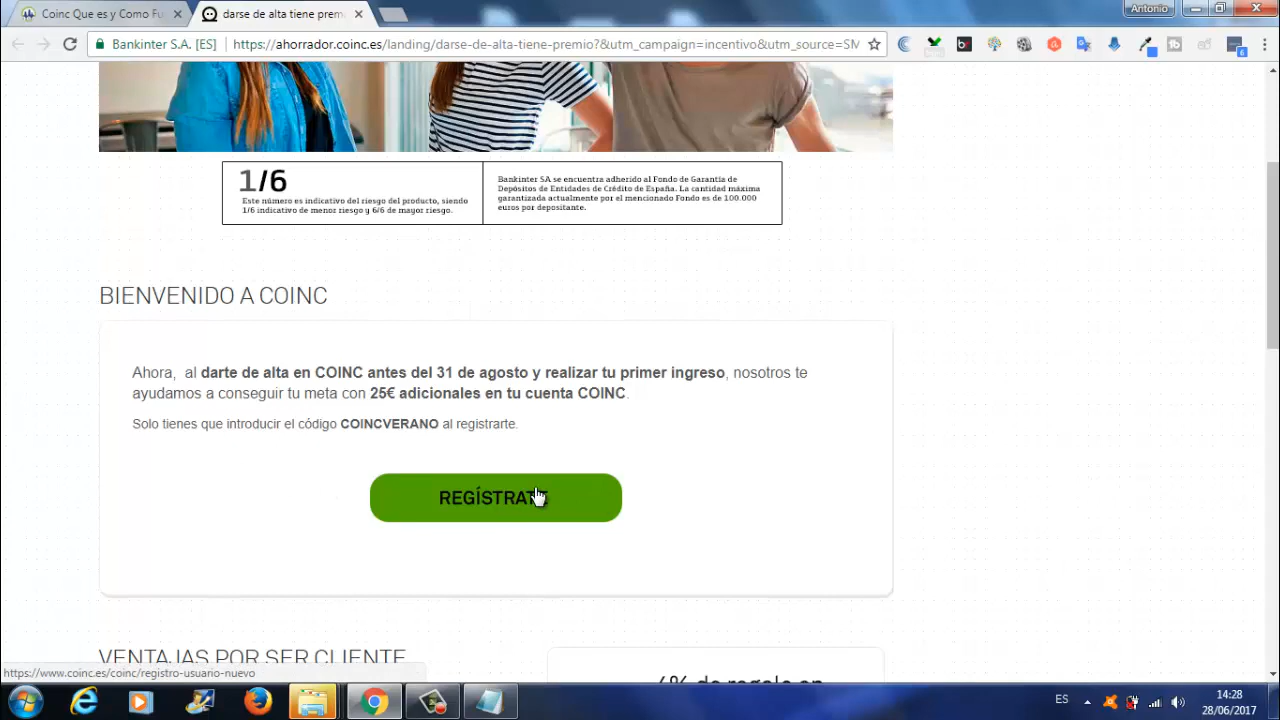 Coinc Que es y Como Fu
darse de alta tiene prem
Antonio
Bankinter S.A. [ES]
https://ahorrador.coinc.es/landing/darse-de-alta-tiene-premio?&utm_campaign=incentivo&utm_source=SM
1/6
Este número es indicativo del riesgo del producto, siendo
1/6 indicativo de menor riesgo y 6/6 de mayor riesgo.
Bankinter SA se encuentra adherido al Fondo de Garantía de
Depósitos de Entidades de Crédito de España. La cantidad máxima
garantizada actualmente por el mencionado Fondo es de 100.000
euros por depositante.
BIENVENIDO A COINC
Ahora, al darte de alta en COINC antes del 31 de agosto y realizar tu primer ingreso, nosotros te
ayudamos a conseguir tu meta con 25€ adicionales en tu cuenta COINC.
Solo tienes que introducir el código COINCVERANO al registrarte.
REGÍSTRATE
VENTAJAS POR SER CLIENTE
4% de regalo en
https://www.coinc.es/coinc/registro-usuario-nuevo
ES
14:28
28/06/2017